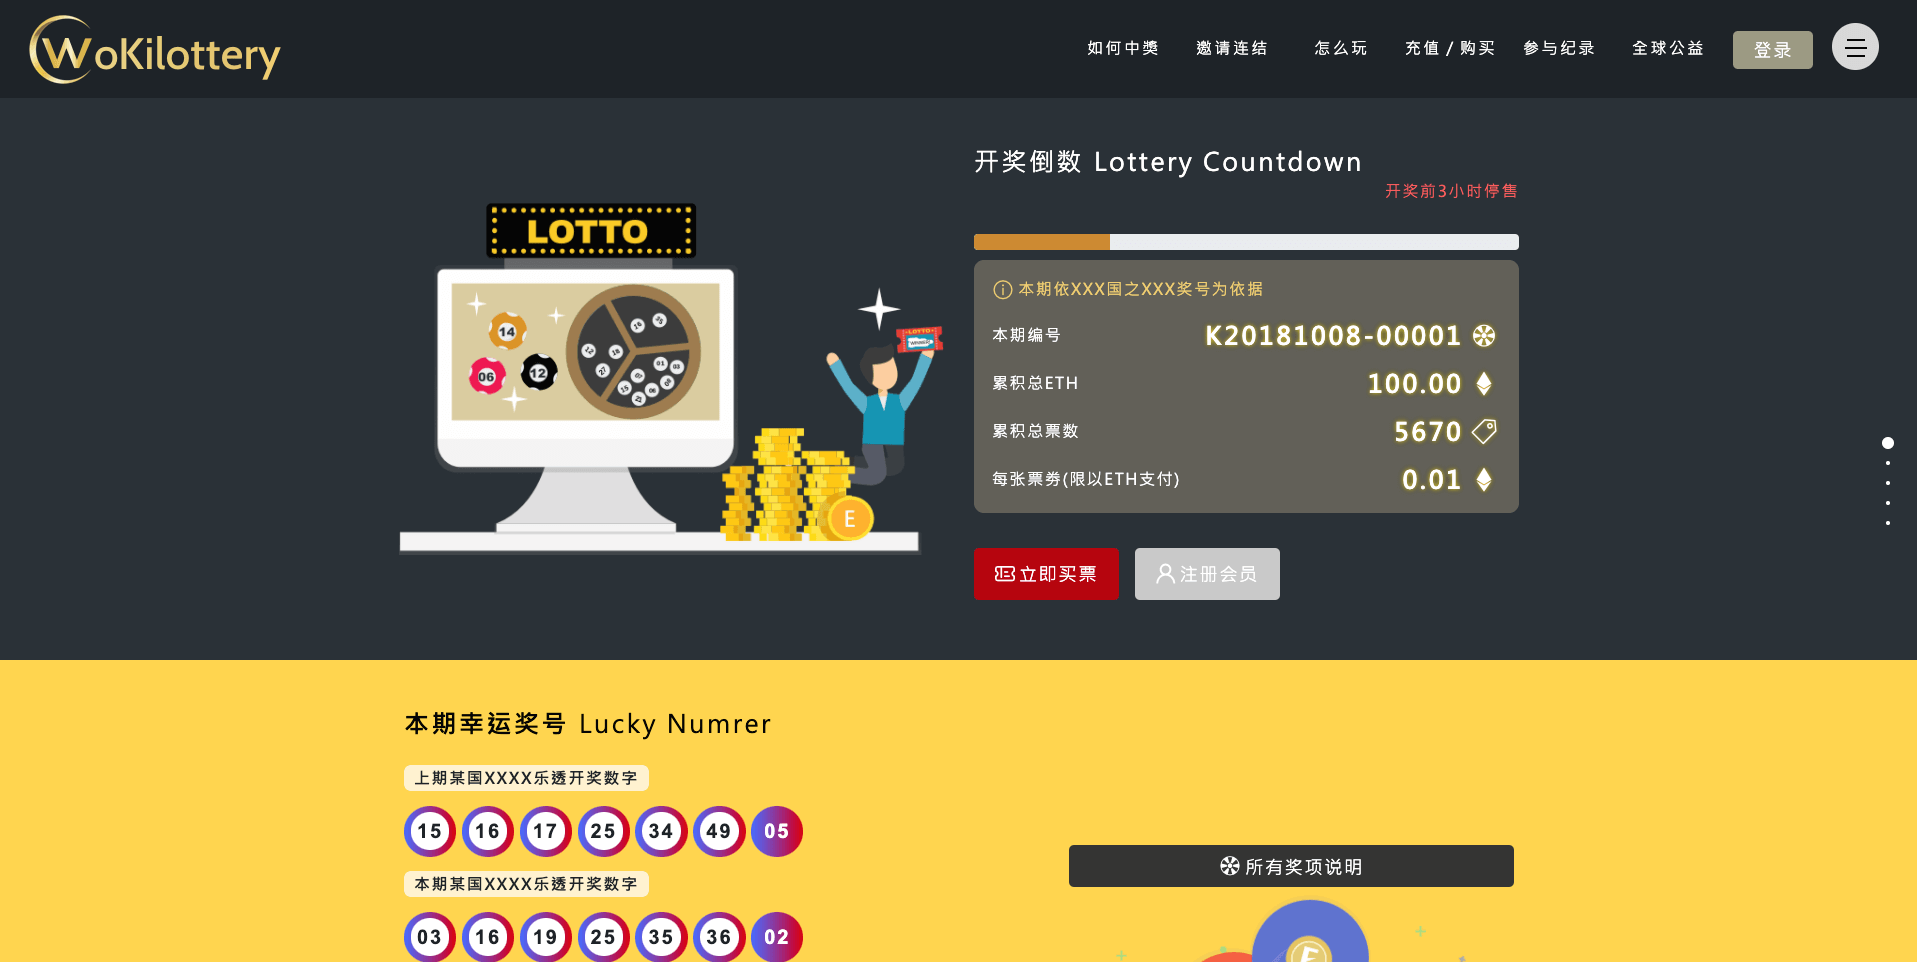 WoKilottery
如何中獎 邀请连结 怎么玩 充值 / 购买 参与纪录 全球公益 登录
开奖倒数 Lottery Countdown
开奖前3小时停售
LOTTO
本期依XXX国之XXX奖号为依据
本期编号 K20181008-00001
累积总ETH 100.00
累积总票数 5670
每张票券(限以ETH支付) 0.01
14
06
12
LOTTO
E
立即买票 注册会员
本期幸运奖号 Lucky Numrer
上期某国XXXX乐透开奖数字
15 16 17 25 34 49 05
本期某国XXXX乐透开奖数字
所有奖项说明
03 16 19 25 35 36 02